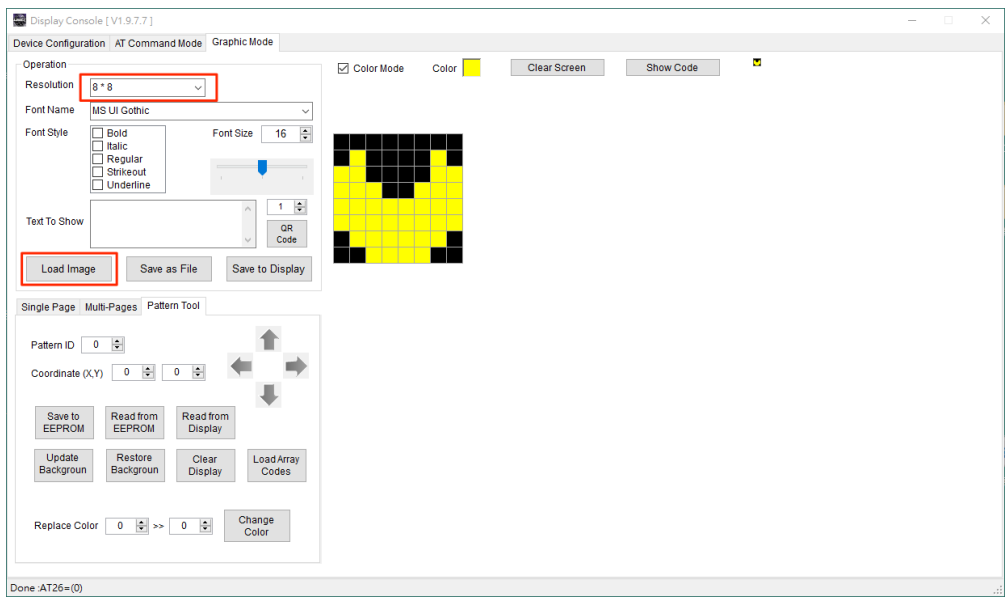 Display Console [ V1.9.7.7 ]
Device Configuration AT Command Mode Graphic Mode
Operation
Resolution 8 * 8
Font Name MS UI Gothic
Font Style
Bold
Italic
Regular
Strikeout
Underline
Font Size 16
Text To Show
1
QR
Code
Load Image Save as File Save to Display
Color Mode Color Clear Screen Show Code
Single Page Multi-Pages Pattern Tool
Pattern ID 0
Coordinate (X,Y) 0 0
Save to
EEPROM
Read from
EEPROM
Read from
Display
Update
Backgroun
Restore
Backgroun
Clear
Display
Load Array
Codes
Replace Color 0 >> 0
Change
Color
Done :AT26=(0)